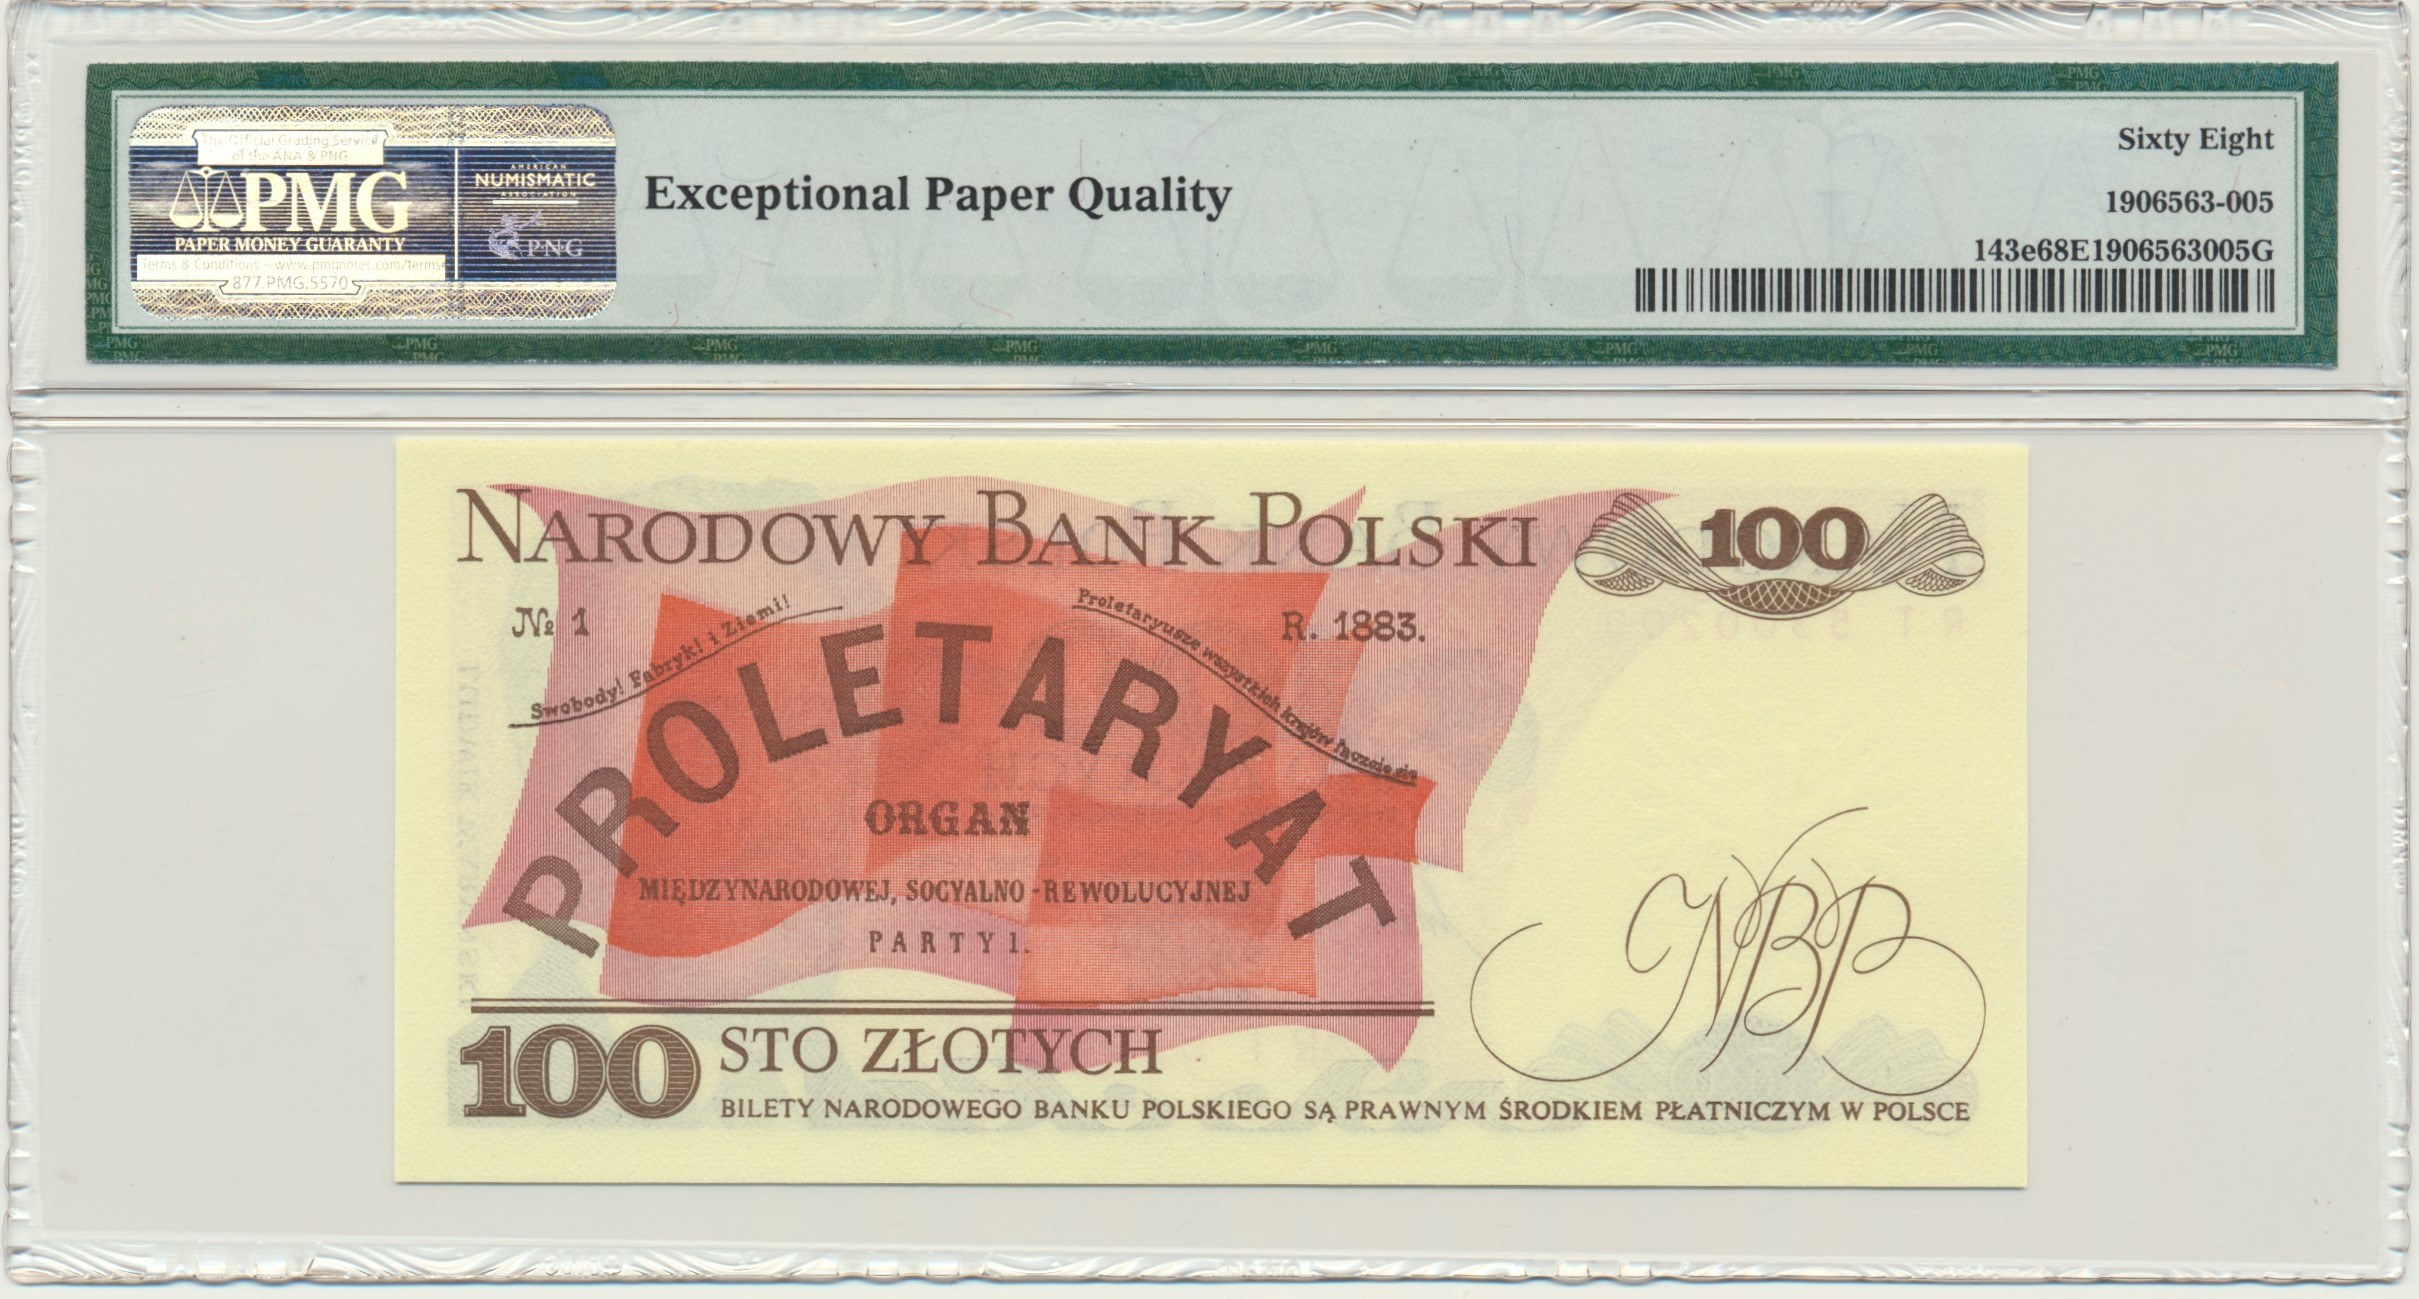 The Official Grading Service
of the ANA & PNG
PMG
PAPER MONEY GUARANTY
Terms & Conditions - www.pmgnotes.com/terms
877.PMG.5570
AMERICAN
NUMISMATIC
ASSOCIATION
P·N·G
Exceptional Paper Quality
Sixty Eight
1906563-005
143e68E1906563005G
NARODOWY BANK POLSKI
100
№ 1
R. 1883.
Swobody! Fabryk! i Ziemi!
Proletaryusze wszystkich krajów łączcie się
PROLETARYAT
ORGAN
MIĘDZYNARODOWEJ, SOCYALNO-REWOLUCYJNEJ
PARTYI.
NBP
100 STO ZŁOTYCH
BILETY NARODOWEGO BANKU POLSKIEGO SĄ PRAWNYM ŚRODKIEM PŁATNICZYM W POLSCE